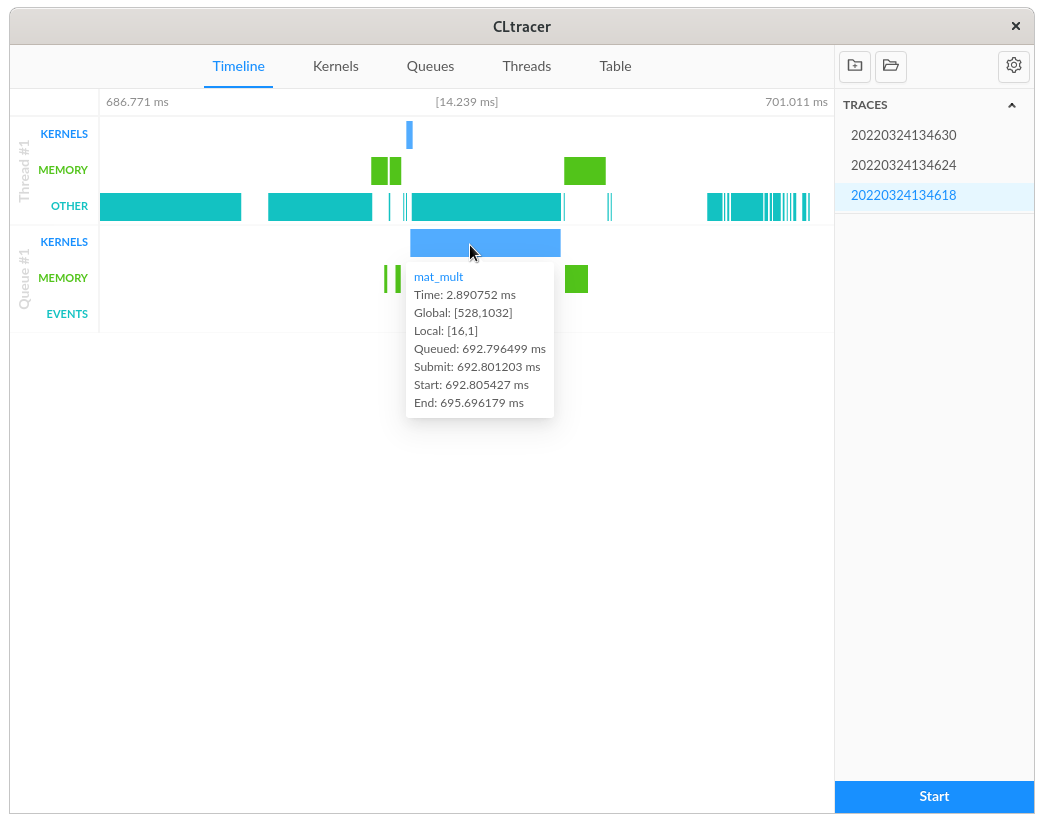 CLtracer
Timeline Kernels Queues Threads Table
686.771 ms [14.239 ms] 701.011 ms
Thread #1
KERNELS
MEMORY
OTHER
Queue #1
KERNELS
MEMORY
EVENTS
mat_mult
Time: 2.890752 ms
Global: [528,1032]
Local: [16,1]
Queued: 692.796499 ms
Submit: 692.801203 ms
Start: 692.805427 ms
End: 695.696179 ms
TRACES
20220324134630
20220324134624
20220324134618
Start